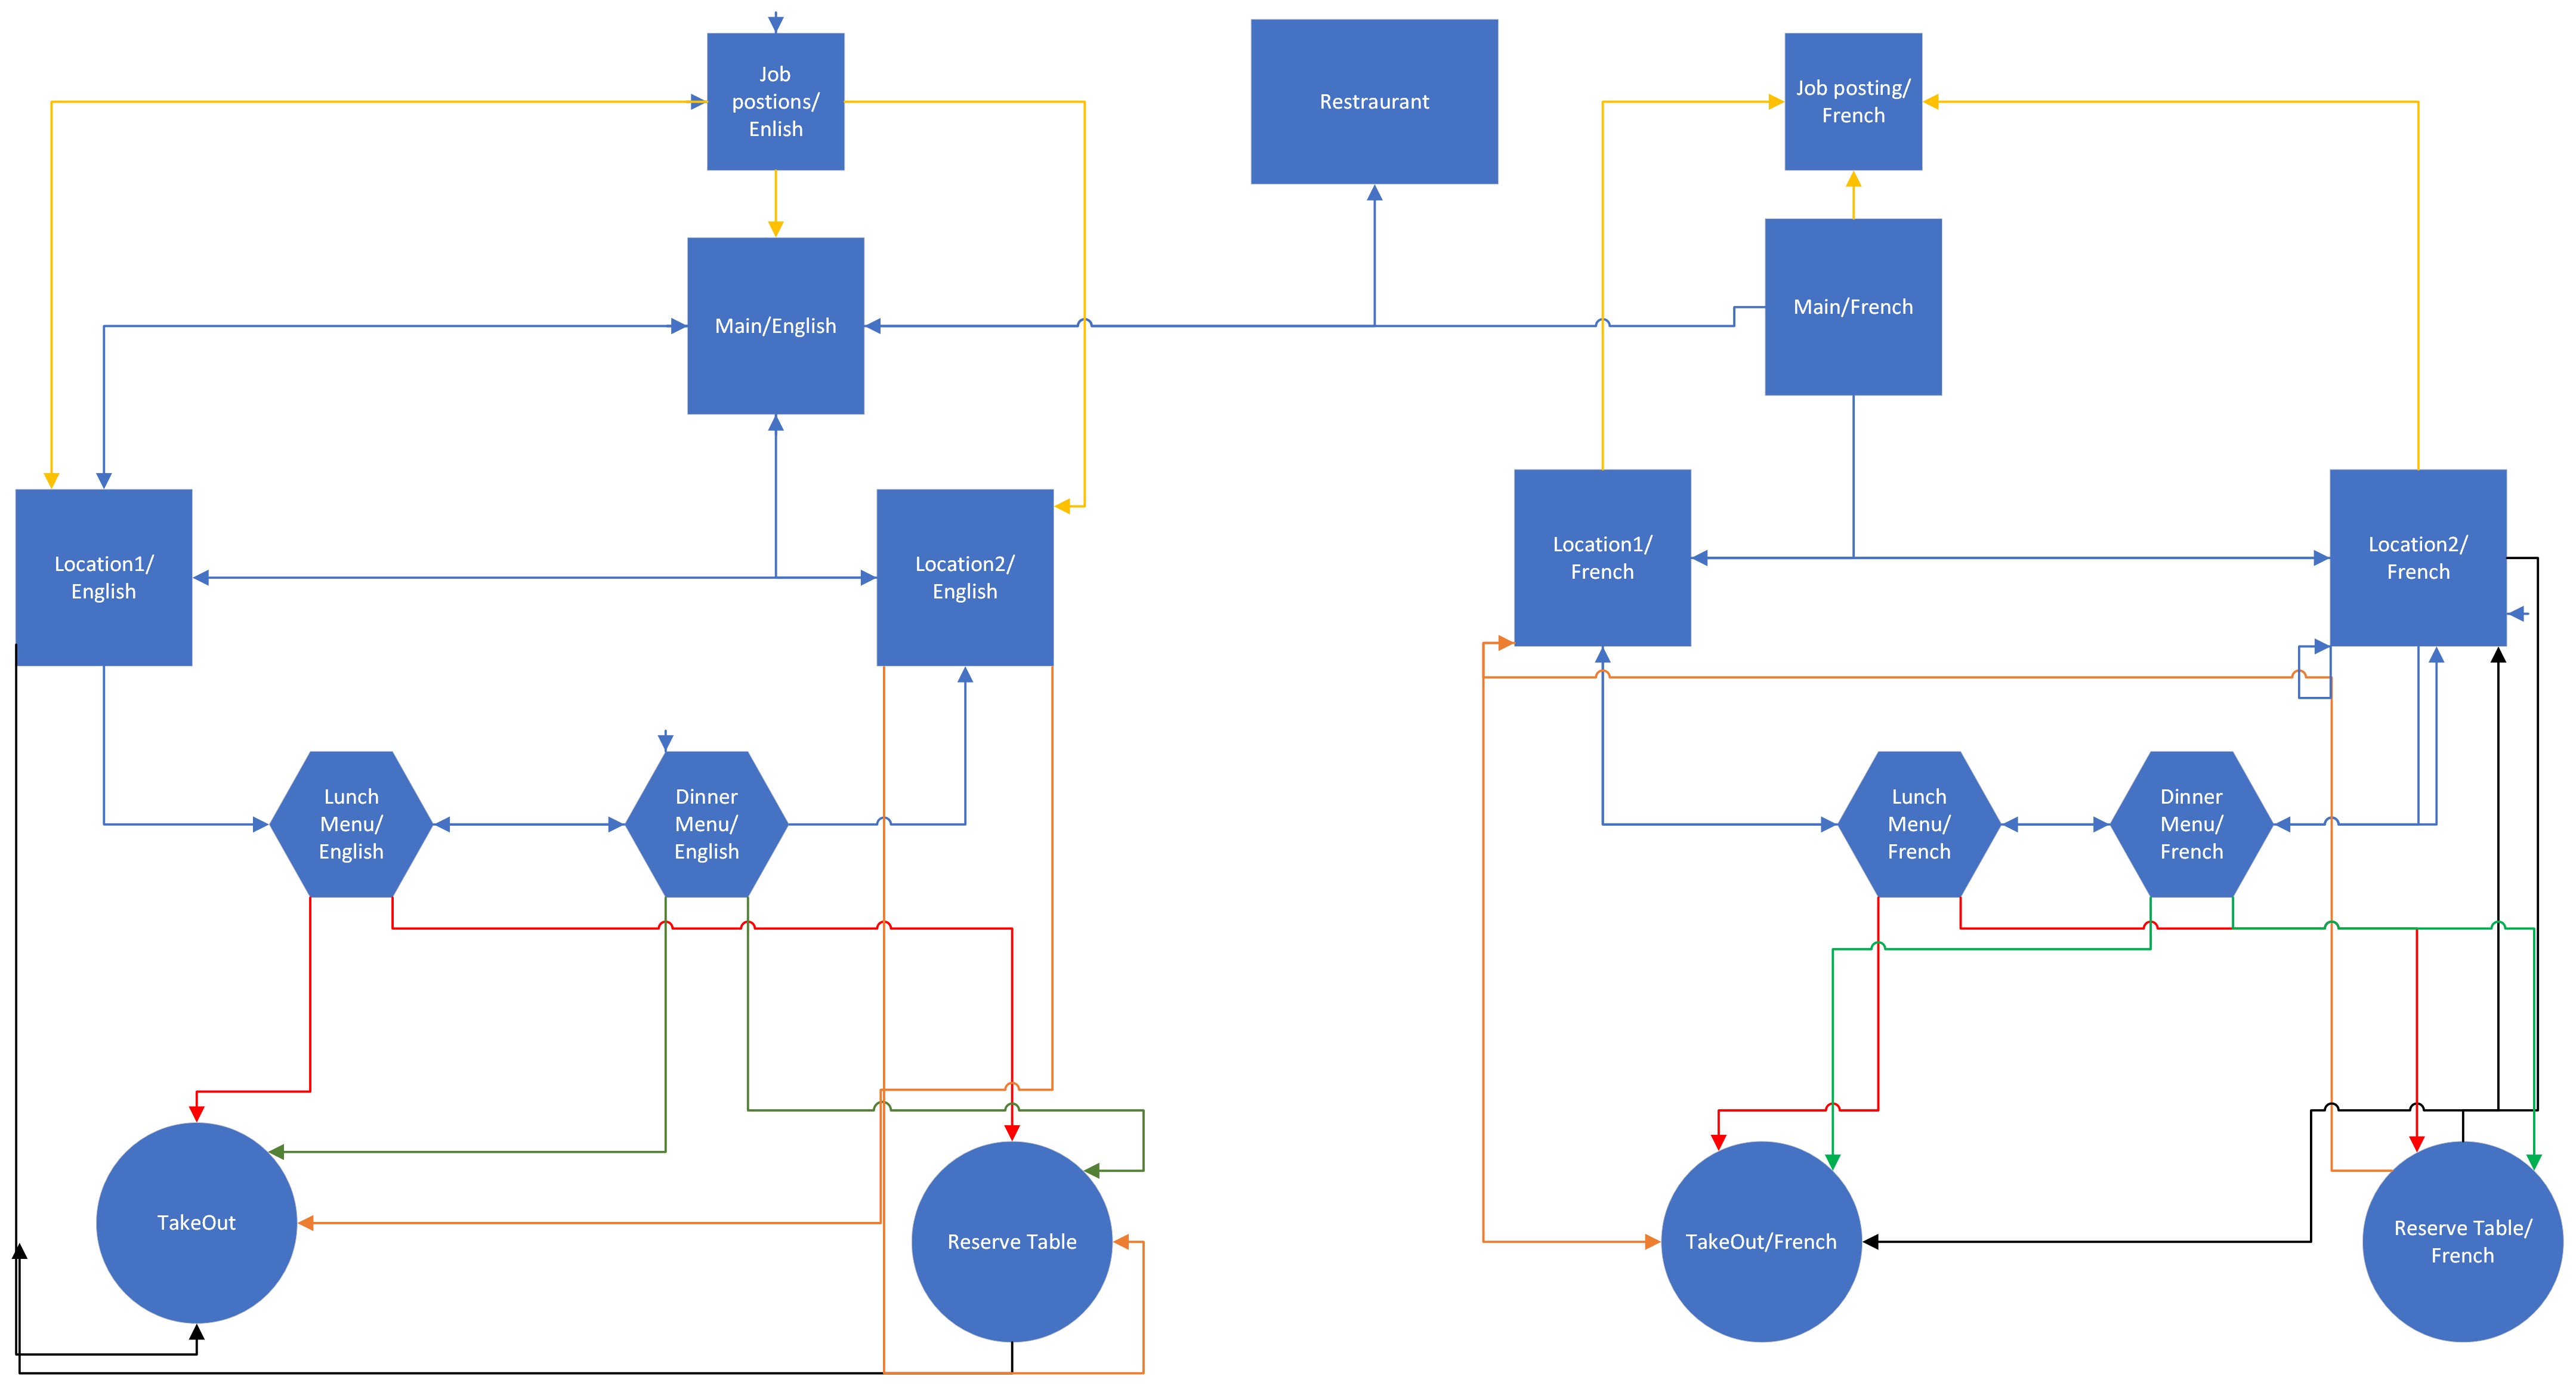 Job
postions/
Enlish
Restraurant
Job posting/
French
Main/English
Main/French
Location1/
English
Location2/
English
Location1/
French
Location2/
French
Lunch
Menu/
English
Dinner
Menu/
English
Lunch
Menu/
French
Dinner
Menu/
French
TakeOut
Reserve Table
TakeOut/French
Reserve Table/
French